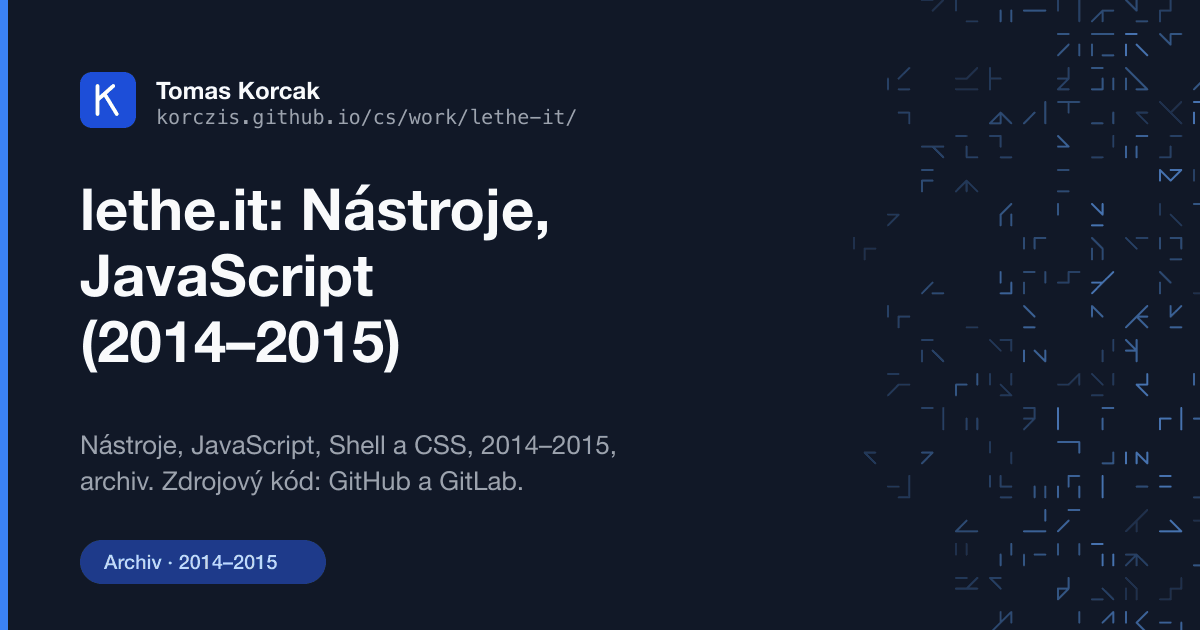 K
Tomas Korcak
korczis.github.io/cs/work/lethe-it/
lethe.it: Nástroje,
JavaScript
(2014–2015)
Nástroje, JavaScript, Shell a CSS, 2014–2015,
archiv. Zdrojový kód: GitHub a GitLab.
Archiv · 2014–2015